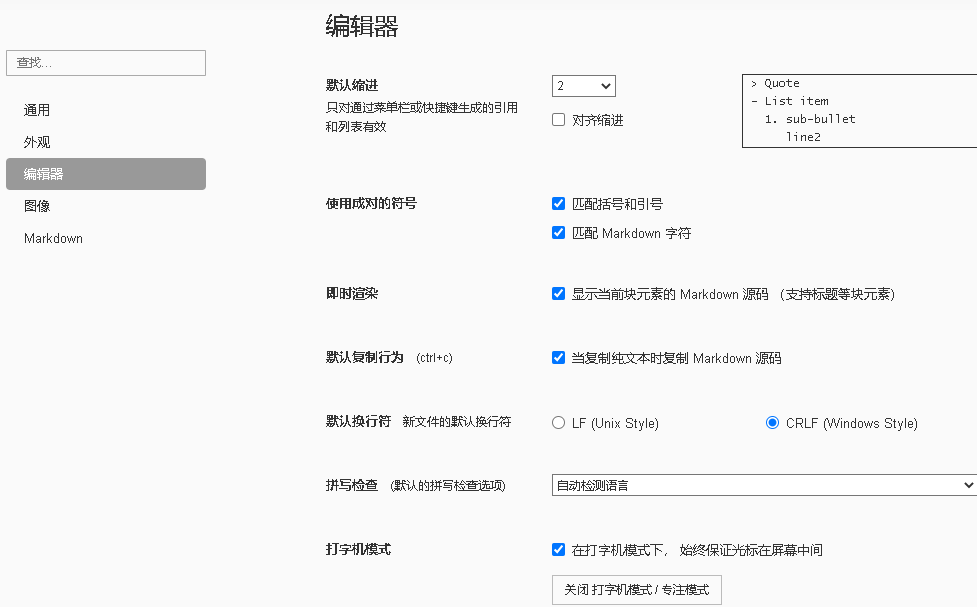 编辑器
查找...
通用
外观
编辑器
图像
Markdown
默认缩进
只对通过菜单栏或快捷键生成的引用
和列表有效
2
对齐缩进
> Quote
- List item
1. sub-bullet
line2
使用成对的符号
匹配括号和引号
匹配 Markdown 字符
即时渲染
显示当前块元素的 Markdown 源码 （支持标题等块元素）
默认复制行为 (ctrl+c)
当复制纯文本时复制 Markdown 源码
默认换行符 新文件的默认换行符
LF (Unix Style)
CRLF (Windows Style)
拼写检查 (默认的拼写检查选项)
自动检测语言
打字机模式
在打字机模式下， 始终保证光标在屏幕中间
关闭 打字机模式 / 专注模式